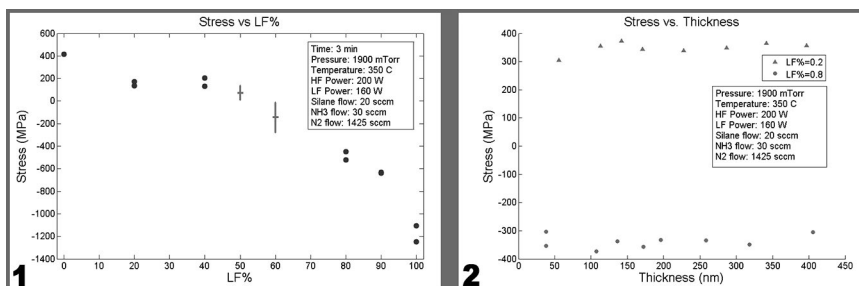 Stress vs LF%
Stress (MPa)
600
400
200
0
-200
-400
-600
-800
-1000
-1200
-1400
Time: 3 min
Pressure: 1900 mTorr
Temperature: 350 C
HF Power: 200 W
LF Power: 160 W
Silane flow: 20 sccm
NH3 flow: 30 sccm
N2 flow: 1425 sccm
0 10 20 30 40 50 60 70 80 90 100
LF%
1
Stress vs. Thickness
Stress (MPa)
400
300
200
100
0
-100
-200
-300
-400
LF%=0.2
LF%=0.8
Pressure: 1900 mTorr
Temperature: 350 C
HF Power: 200 W
LF Power: 160 W
Silane flow: 20 sccm
NH3 flow: 30 sccm
N2 flow: 1425 sccm
0 50 100 150 200 250 300 350 400 450
Thickness (nm)
2